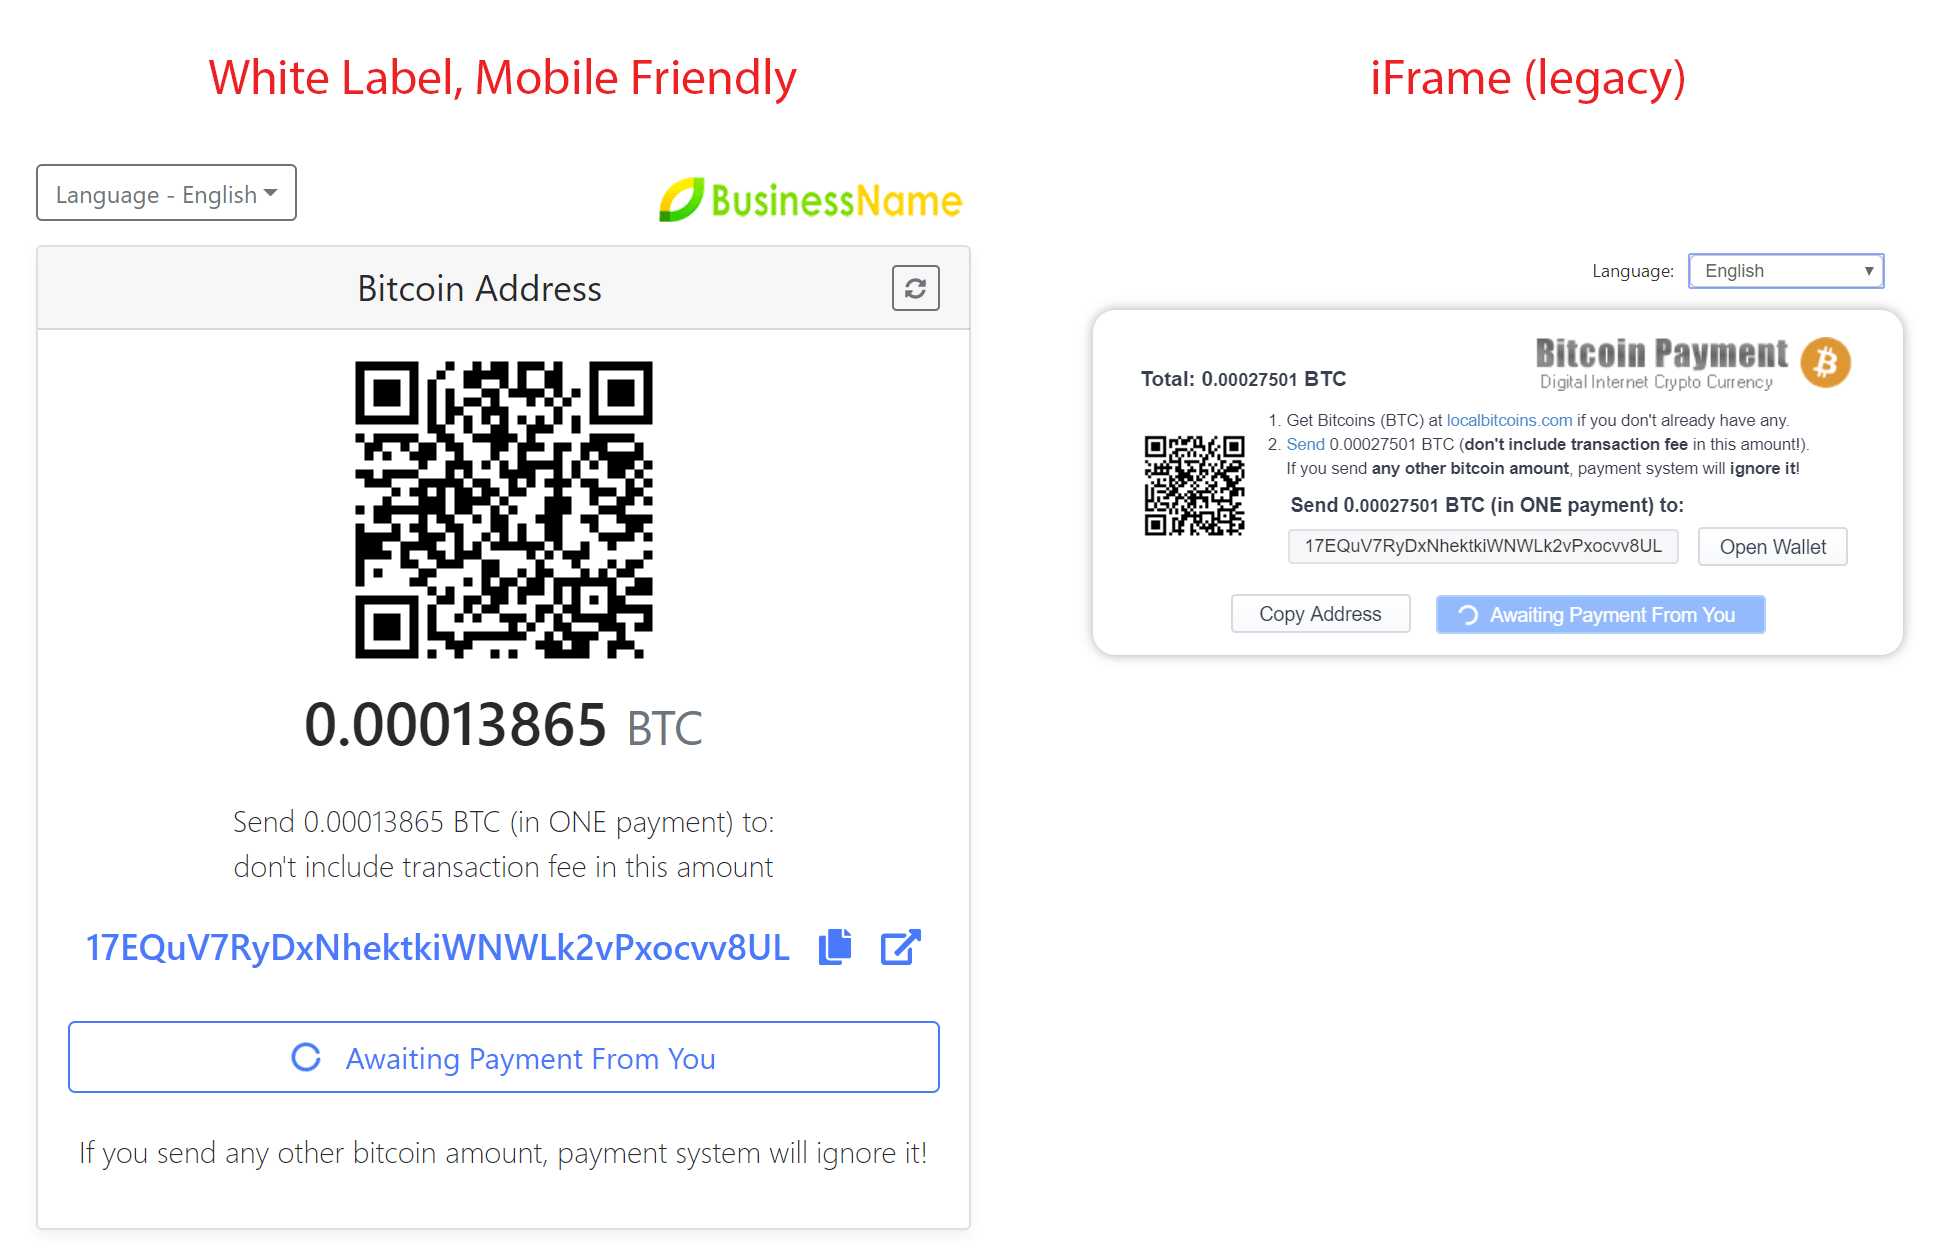 White Label, Mobile Friendly
Language - English
BusinessName
Bitcoin Address
0.00013865 BTC
Send 0.00013865 BTC (in ONE payment) to:
don't include transaction fee in this amount
17EQuV7RyDxNhektkiWNWLk2vPxocvv8UL
Awaiting Payment From You
If you send any other bitcoin amount, payment system will ignore it!
iFrame (legacy)
Language: English
Bitcoin Payment
Digital Internet Crypto Currency
Total: 0.00027501 BTC
1. Get Bitcoins (BTC) at localbitcoins.com if you don't already have any.
2. Send 0.00027501 BTC (don't include transaction fee in this amount!).
If you send any other bitcoin amount, payment system will ignore it!
Send 0.00027501 BTC (in ONE payment) to:
17EQuV7RyDxNhektkiWNWLk2vPxocvv8UL
Open Wallet
Copy Address
Awaiting Payment From You